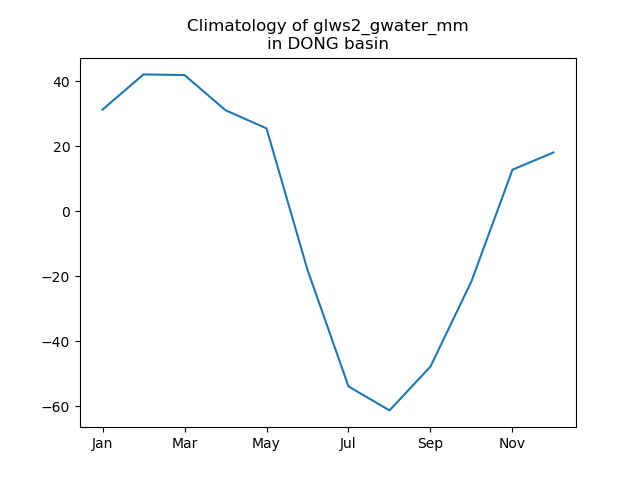 Climatology of glws2_gwater_mm
in DONG basin
40
20
0
−20
−40
−60
Jan
Mar
May
Jul
Sep
Nov